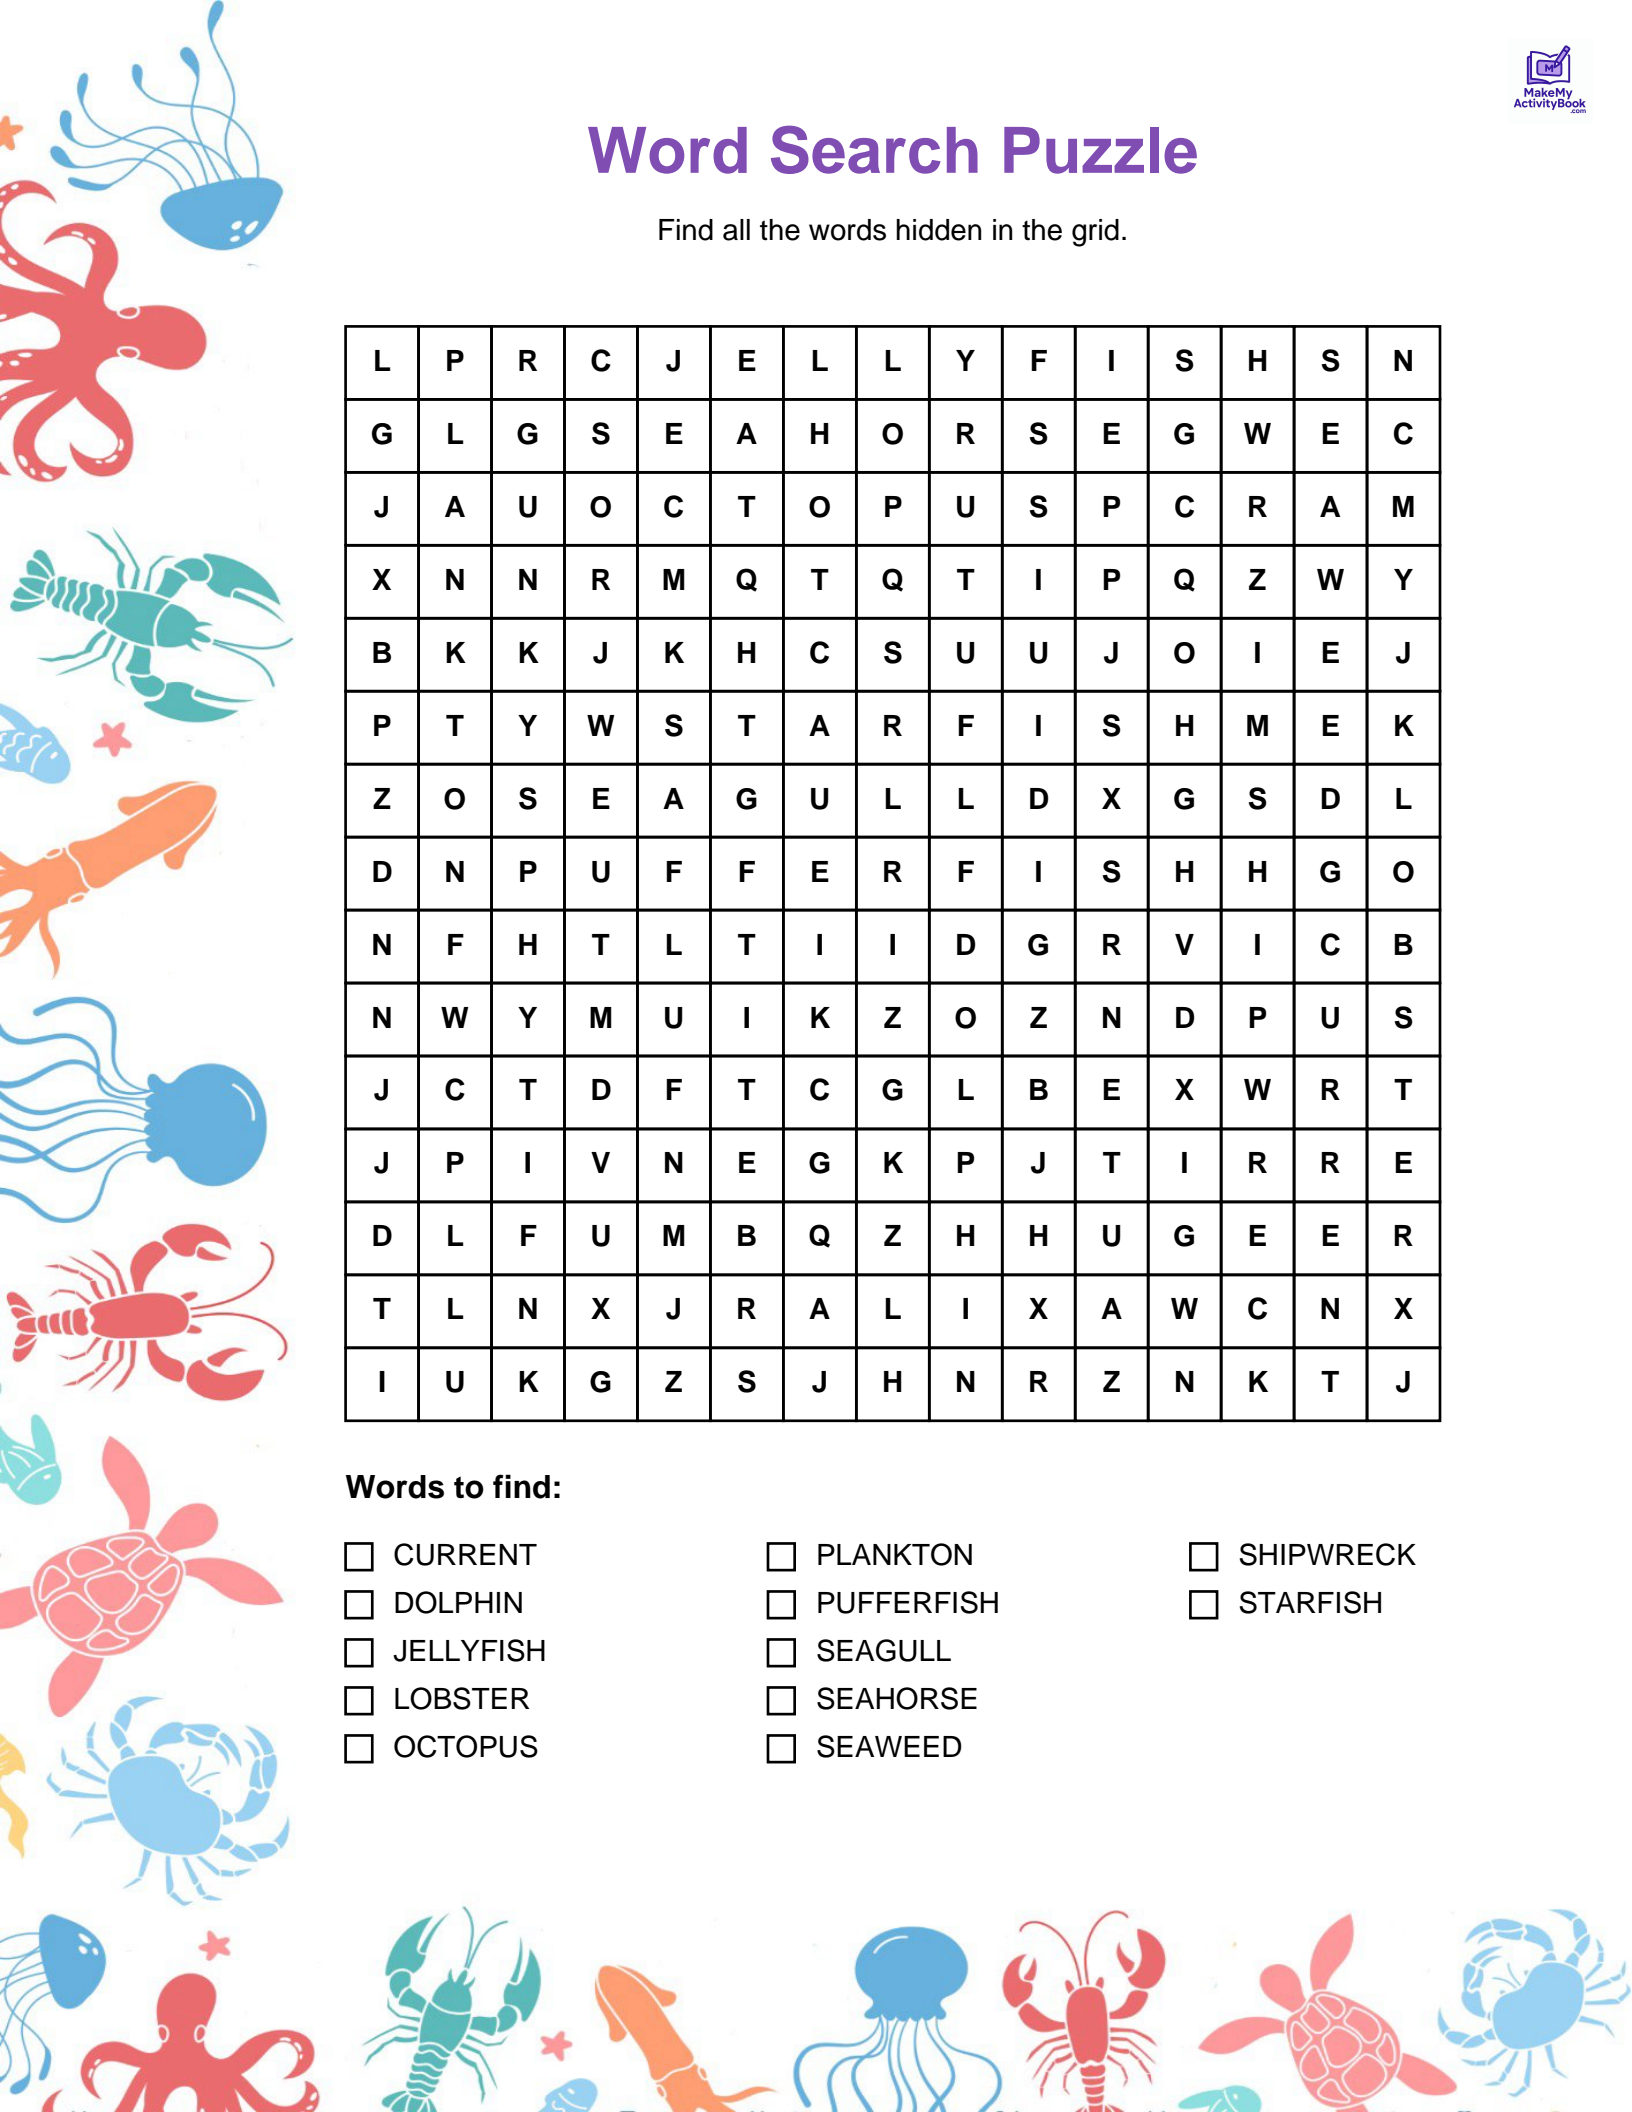 MakeMy
ActivityBook
.com
Word Search Puzzle
Find all the words hidden in the grid.
L P R C J E L L Y F I S H S N
G L G S E A H O R S E G W E C
J A U O C T O P U S P C R A M
X N N R M Q T Q T I P Q Z W Y
B K K J K H C S U U J O I E J
P T Y W S T A R F I S H M E K
Z O S E A G U L L D X G S D L
D N P U F F E R F I S H H G O
N F H T L T I I D G R V I C B
N W Y M U I K Z O Z N D P U S
J C T D F T C G L B E X W R T
J P I V N E G K P J T I R R E
D L F U M B Q Z H H U G E E R
T L N X J R A L I X A W C N X
I U K G Z S J H N R Z N K T J
Words to find:
CURRENT
DOLPHIN
JELLYFISH
LOBSTER
OCTOPUS
PLANKTON
PUFFERFISH
SEAGULL
SEAHORSE
SEAWEED
SHIPWRECK
STARFISH